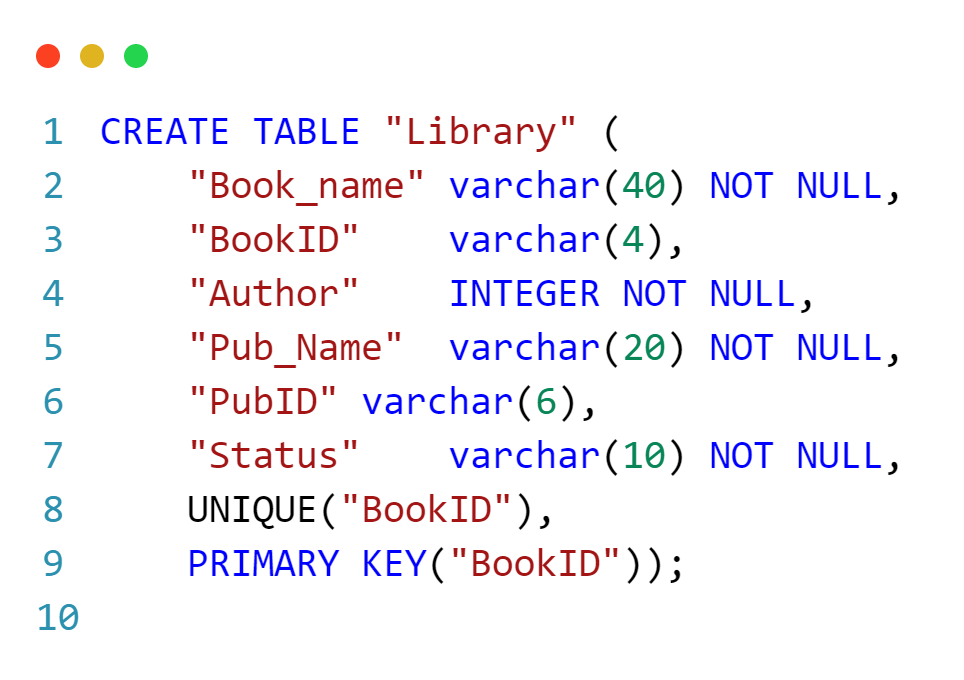 1 CREATE TABLE "Library" (
2     "Book_name" varchar(40) NOT NULL,
3     "BookID"    varchar(4),
4     "Author"    INTEGER NOT NULL,
5     "Pub_Name"  varchar(20) NOT NULL,
6     "PubID" varchar(6),
7     "Status"    varchar(10) NOT NULL,
8     UNIQUE("BookID"),
9     PRIMARY KEY("BookID"));
10